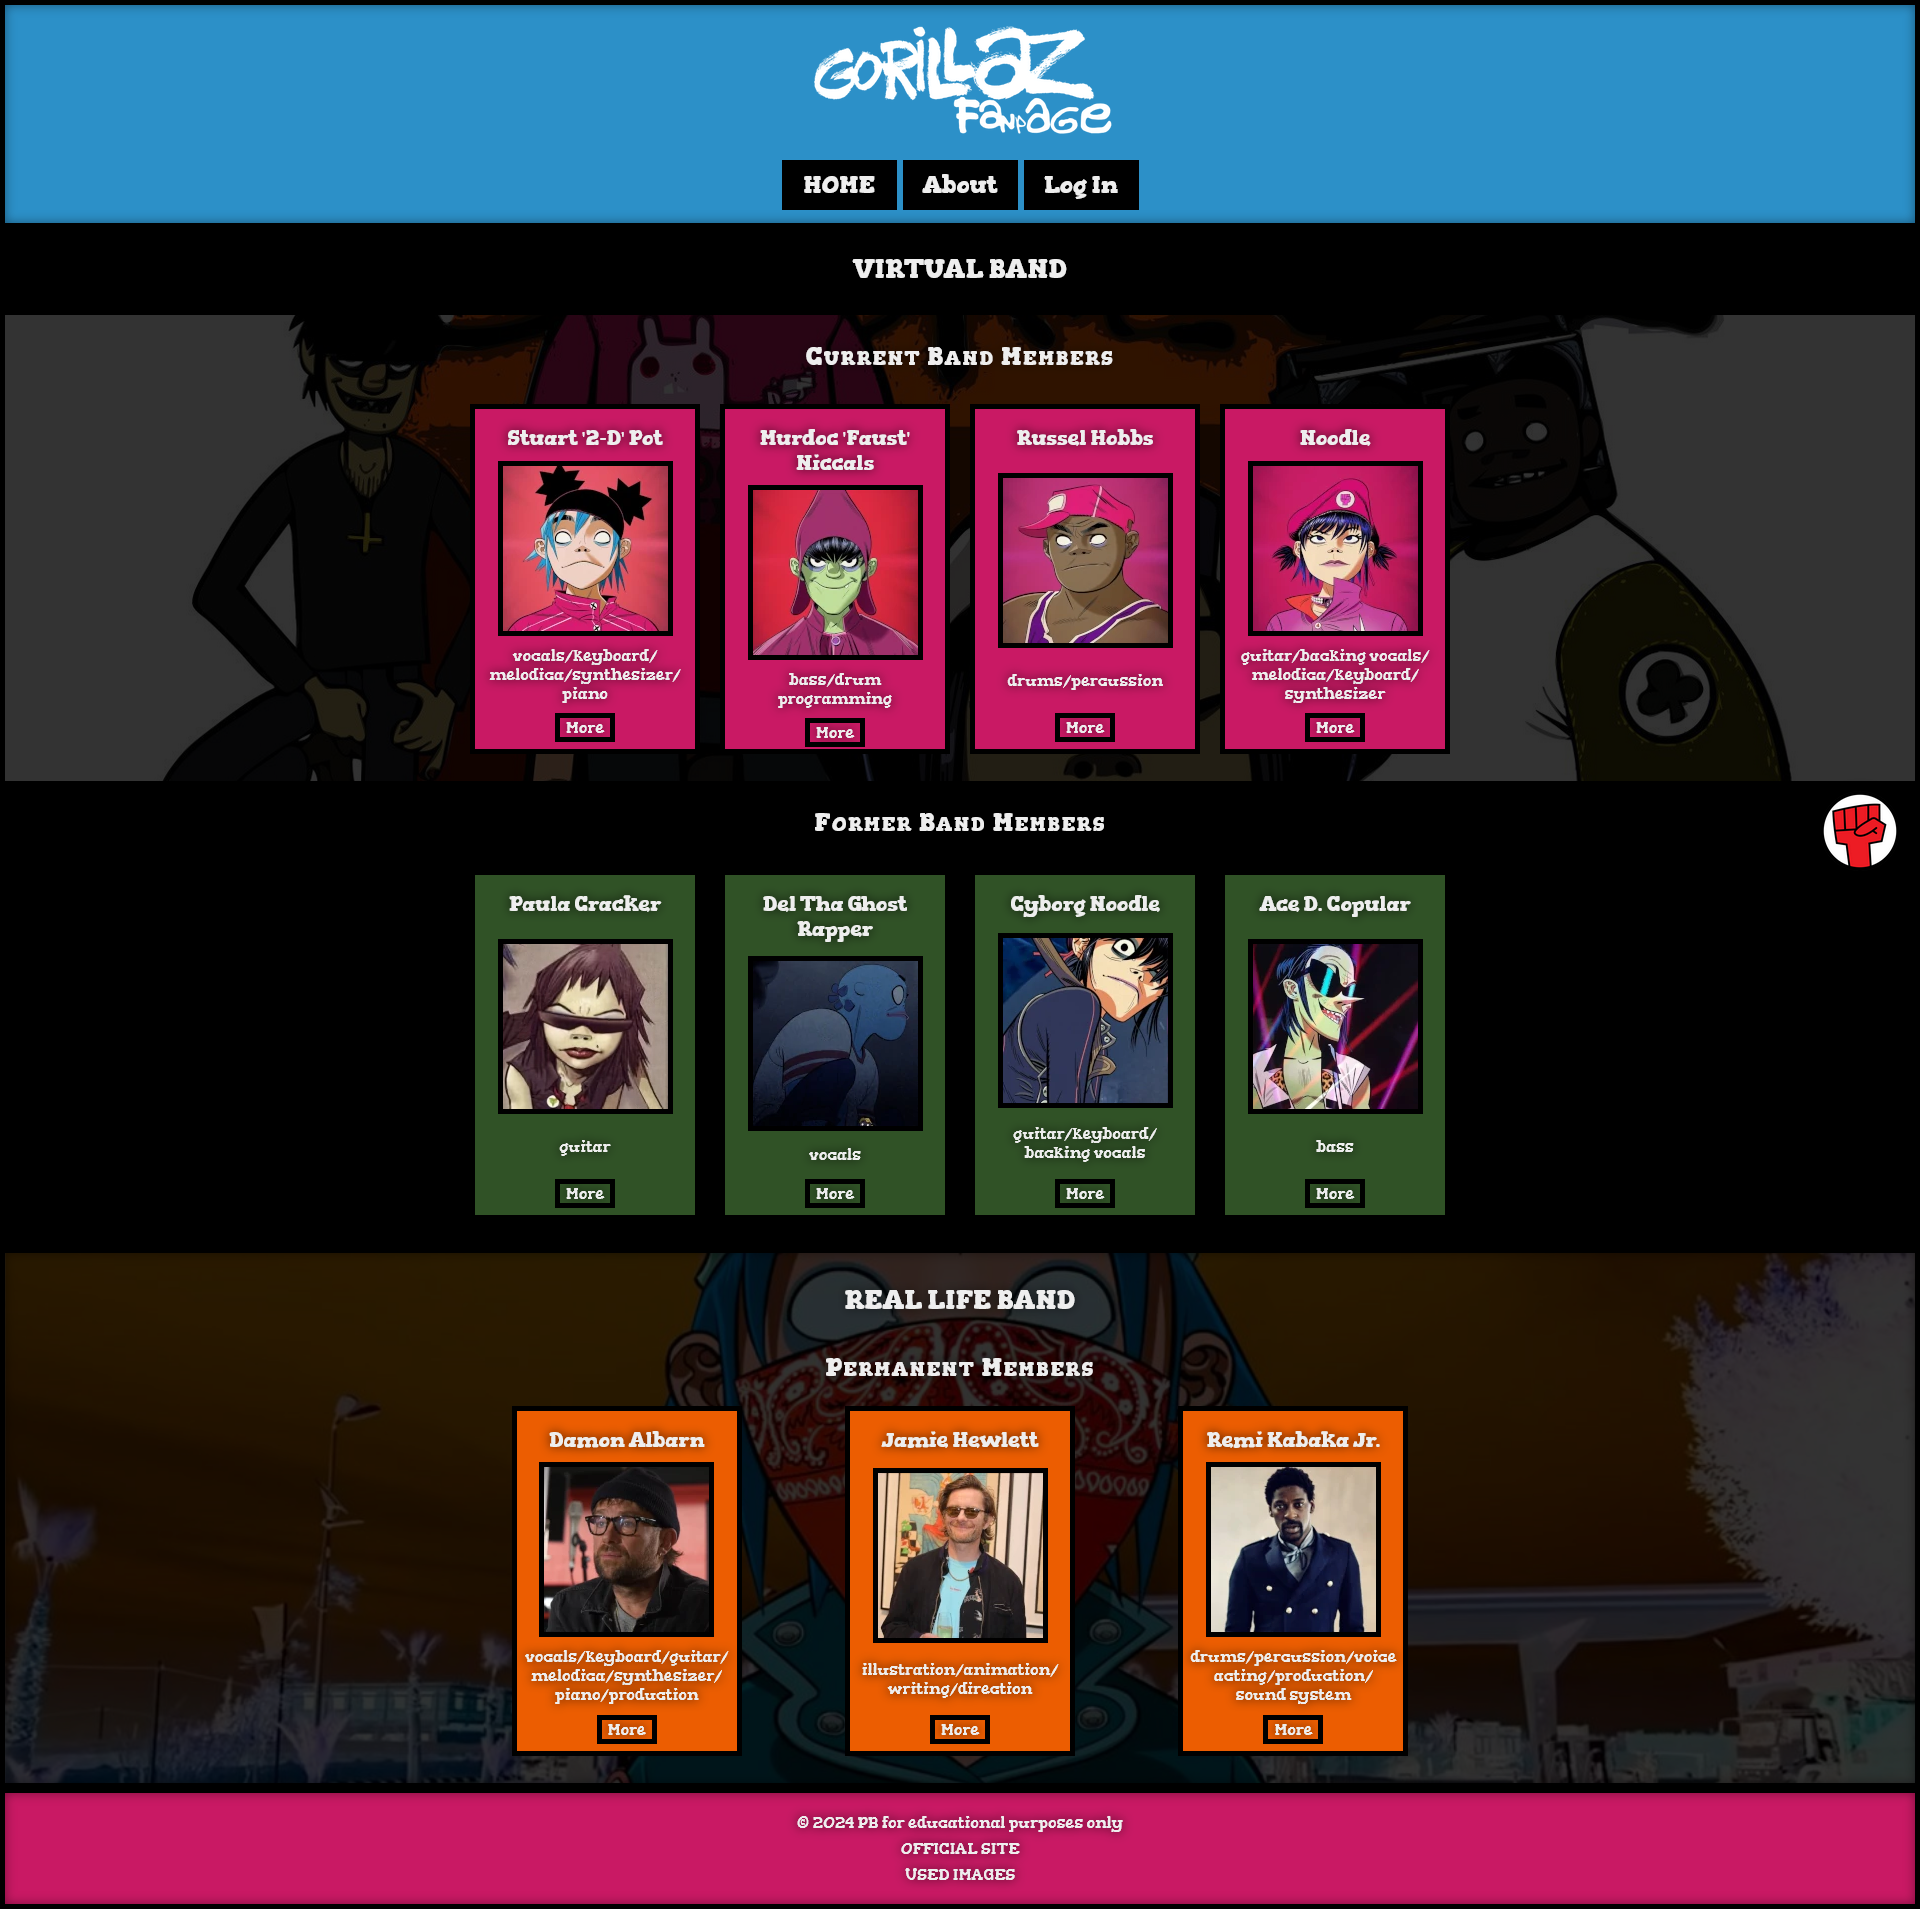 GORILLAZ
FANPAGE
HOME About Log In
VIRTUAL BAND
Current Band Members
Stuart '2-D' Pot
vocals/keyboard/
melodica/synthesizer/
piano
More
Murdoc 'Faust'
Niccals
bass/drum
programming
More
Russel Hobbs
drums/percussion
More
Noodle
guitar/backing vocals/
melodica/keyboard/
synthesizer
More
Former Band Members
Paula Cracker
guitar
More
Del Tha Ghost
Rapper
vocals
More
Cyborg Noodle
guitar/keyboard/
backing vocals
More
Ace D. Copular
bass
More
REAL LIFE BAND
Permanent Members
Damon Albarn
vocals/keyboard/guitar/
melodica/synthesizer/
piano/production
More
Jamie Hewlett
illustration/animation/
writing/direction
More
Remi Kabaka Jr.
drums/percussion/voice
acting/production/
sound system
More
© 2024 PB for educational purposes only
OFFICIAL SITE
USED IMAGES